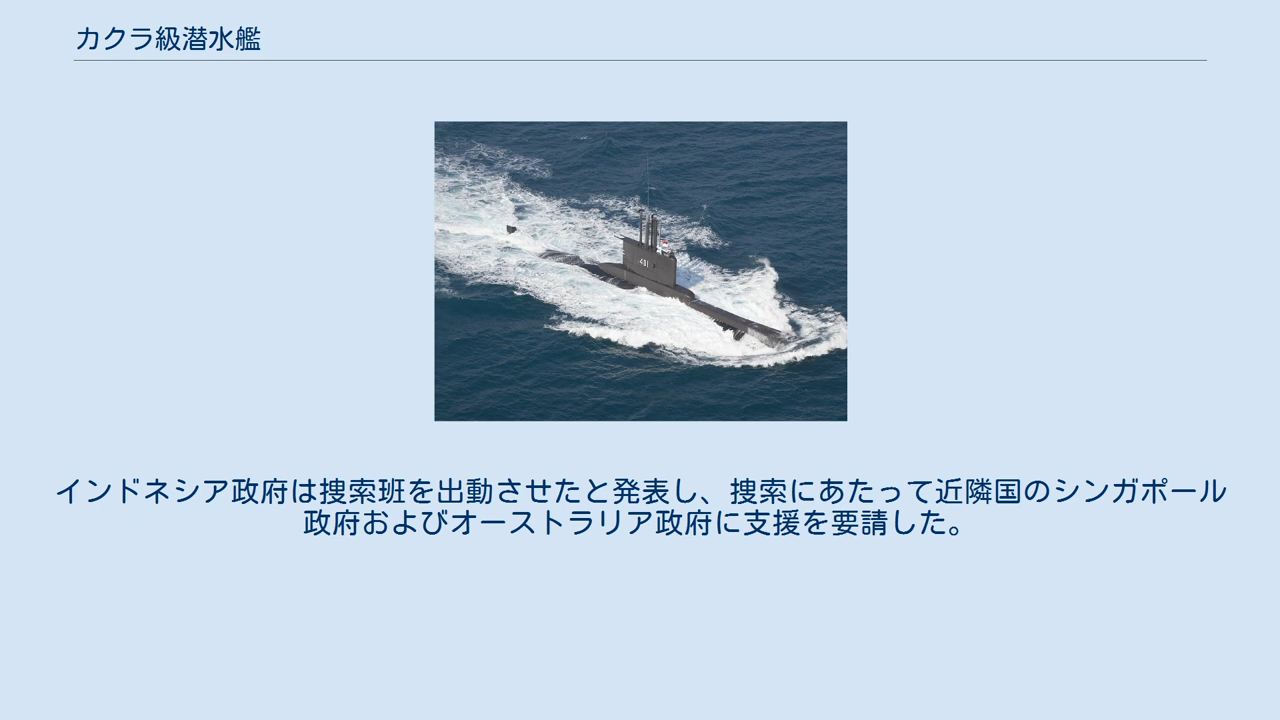 カクラ級潜水艦
401
インドネシア政府は捜索班を出動させたと発表し、捜索にあたって近隣国のシンガポール
政府およびオーストラリア政府に支援を要請した。